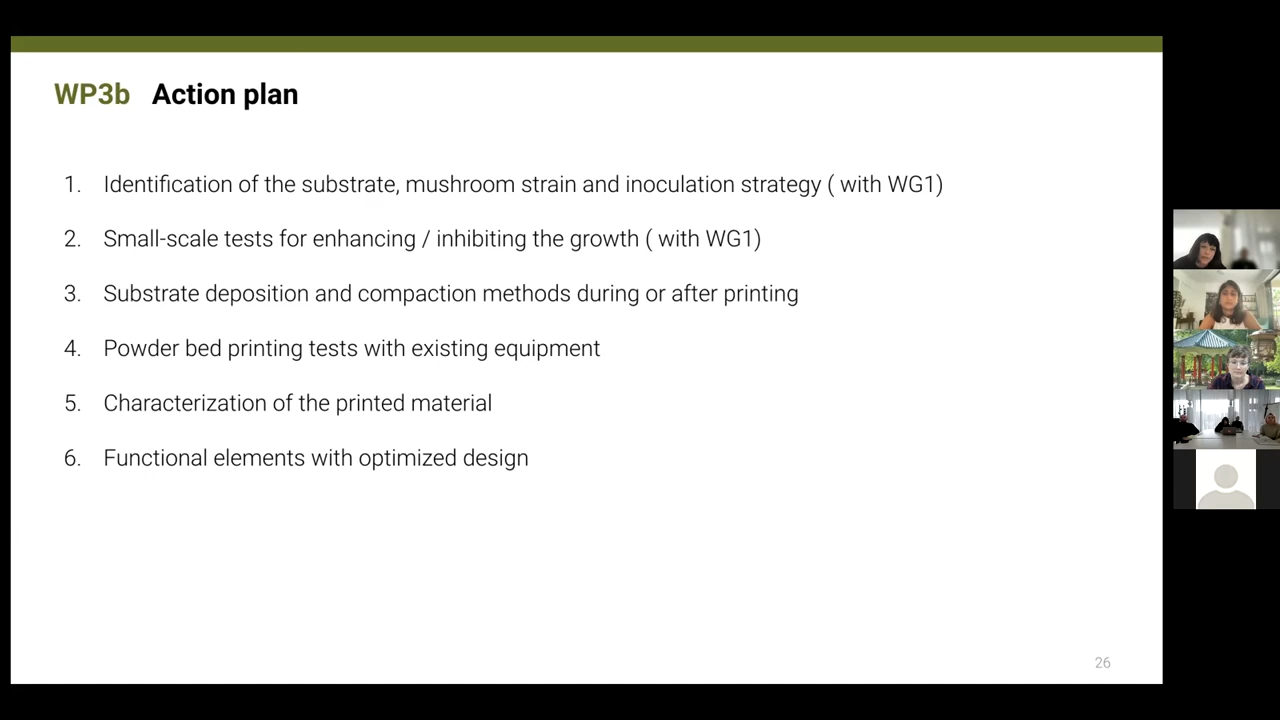 WP3b Action plan
1. Identification of the substrate, mushroom strain and inoculation strategy ( with WG1)
2. Small-scale tests for enhancing / inhibiting the growth ( with WG1)
3. Substrate deposition and compaction methods during or after printing
4. Powder bed printing tests with existing equipment
5. Characterization of the printed material
6. Functional elements with optimized design
26